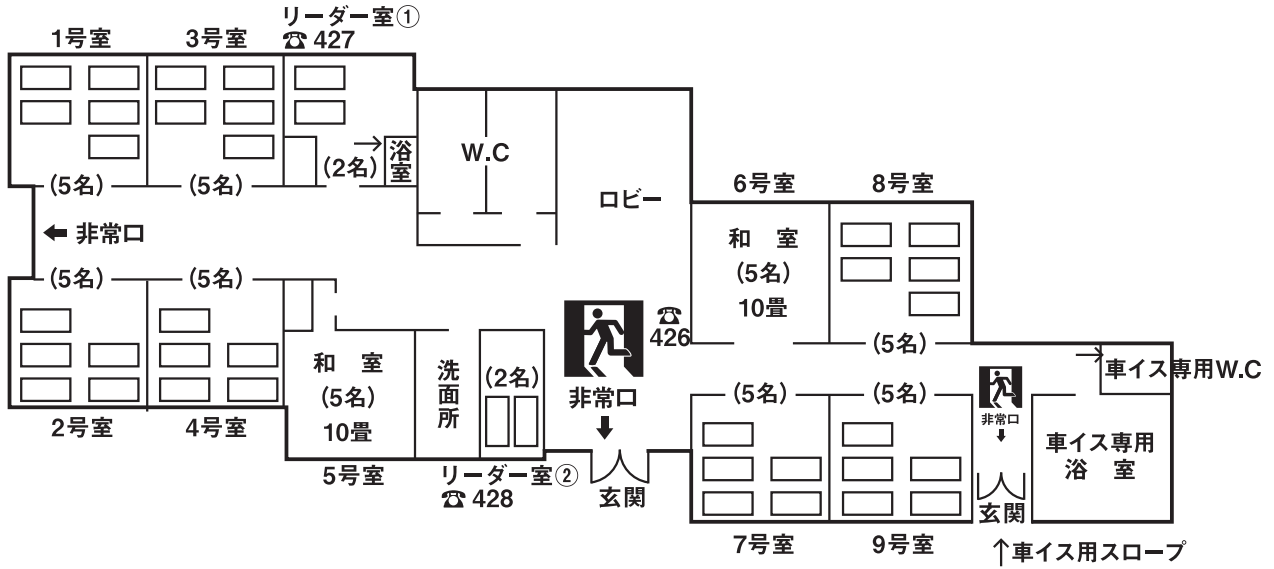 リーダー室①
☎ 427
1号室
3号室
(5名)
(5名)
(2名)
→
浴室
W.C
ロビー
← 非常口
(5名)
(5名)
2号室
4号室
和 室
(5名)
10畳
5号室
洗面所
(2名)
リーダー室②
☎ 428
非常口
↓
玄関
☎
426
6号室
8号室
和 室
(5名)
10畳
(5名)
(5名)
(5名)
7号室
9号室
非常口
↓
玄関
→
車イス専用W.C
車イス専用
浴 室
↑車イス用スロープ